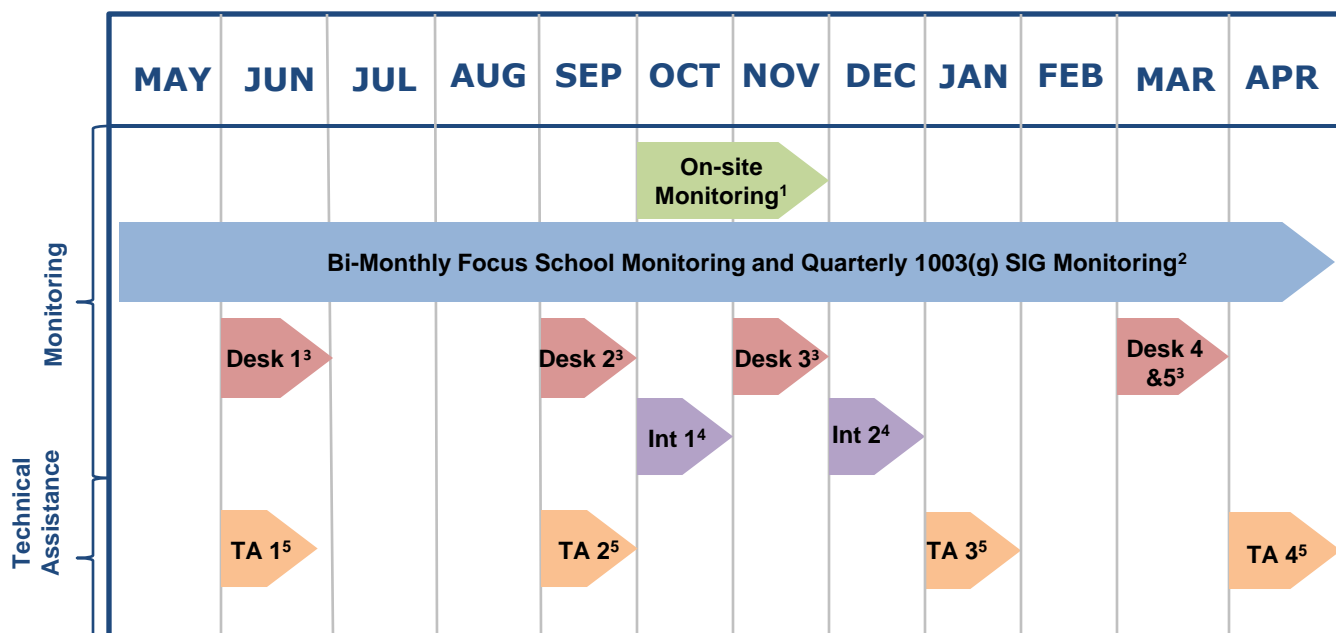 MAY JUN JUL AUG SEP OCT NOV DEC JAN FEB MAR APR
On-site
Monitoring¹
Monitoring
Bi-Monthly Focus School Monitoring and Quarterly 1003(g) SIG Monitoring²
Desk 1³
Desk 2³
Desk 3³
Desk 4
&5³
Int 1⁴
Int 2⁴
Technical
Assistance
TA 1⁵
TA 2⁵
TA 3⁵
TA 4⁵